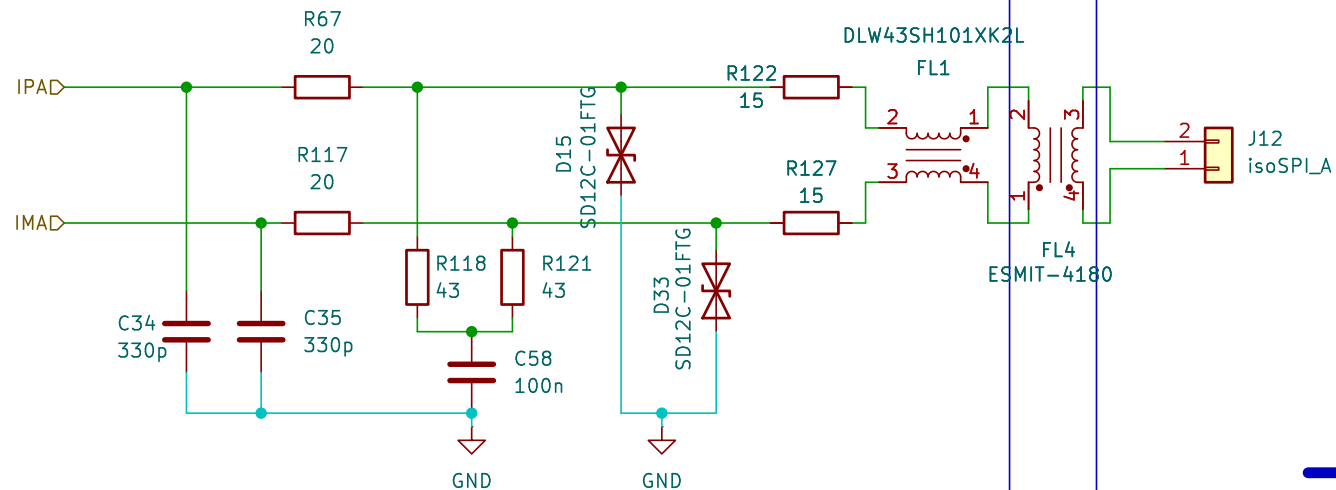 R67
20
DLW43SH101XK2L
FL1
IPA
R122
15
2
1
2
3
D15
SD12C-01FTG
2
1
J12
isoSPI_A
R117
20
R127
15
3
4
1
4
IMA
FL4
ESMIT-4180
R118
43
R121
43
D33
SD12C-01FTG
C34
330p
C35
330p
C58
100n
GND
GND